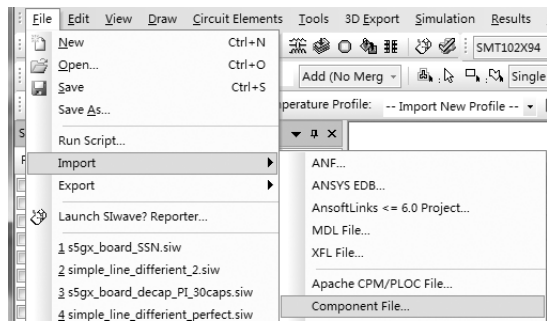 File Edit View Draw Circuit Elements Tools 3D Export Simulation Results
New Ctrl+N
Open... Ctrl+O
Save Ctrl+S
Save As...
Run Script...
Import
Export
Launch SIwave? Reporter...
1 s5gx_board_SSN.siw
2 simple_line_differient_2.siw
3 s5gx_board_decap_PI_30caps.siw
4 simple_line_differient_perfect.siw
SMT102X94
Add (No Merg
Single
perature Profile: -- Import New Profile --
ANF...
ANSYS EDB...
AnsoftLinks <= 6.0 Project...
MDL File...
XFL File...
Apache CPM/PLOC File...
Component File...